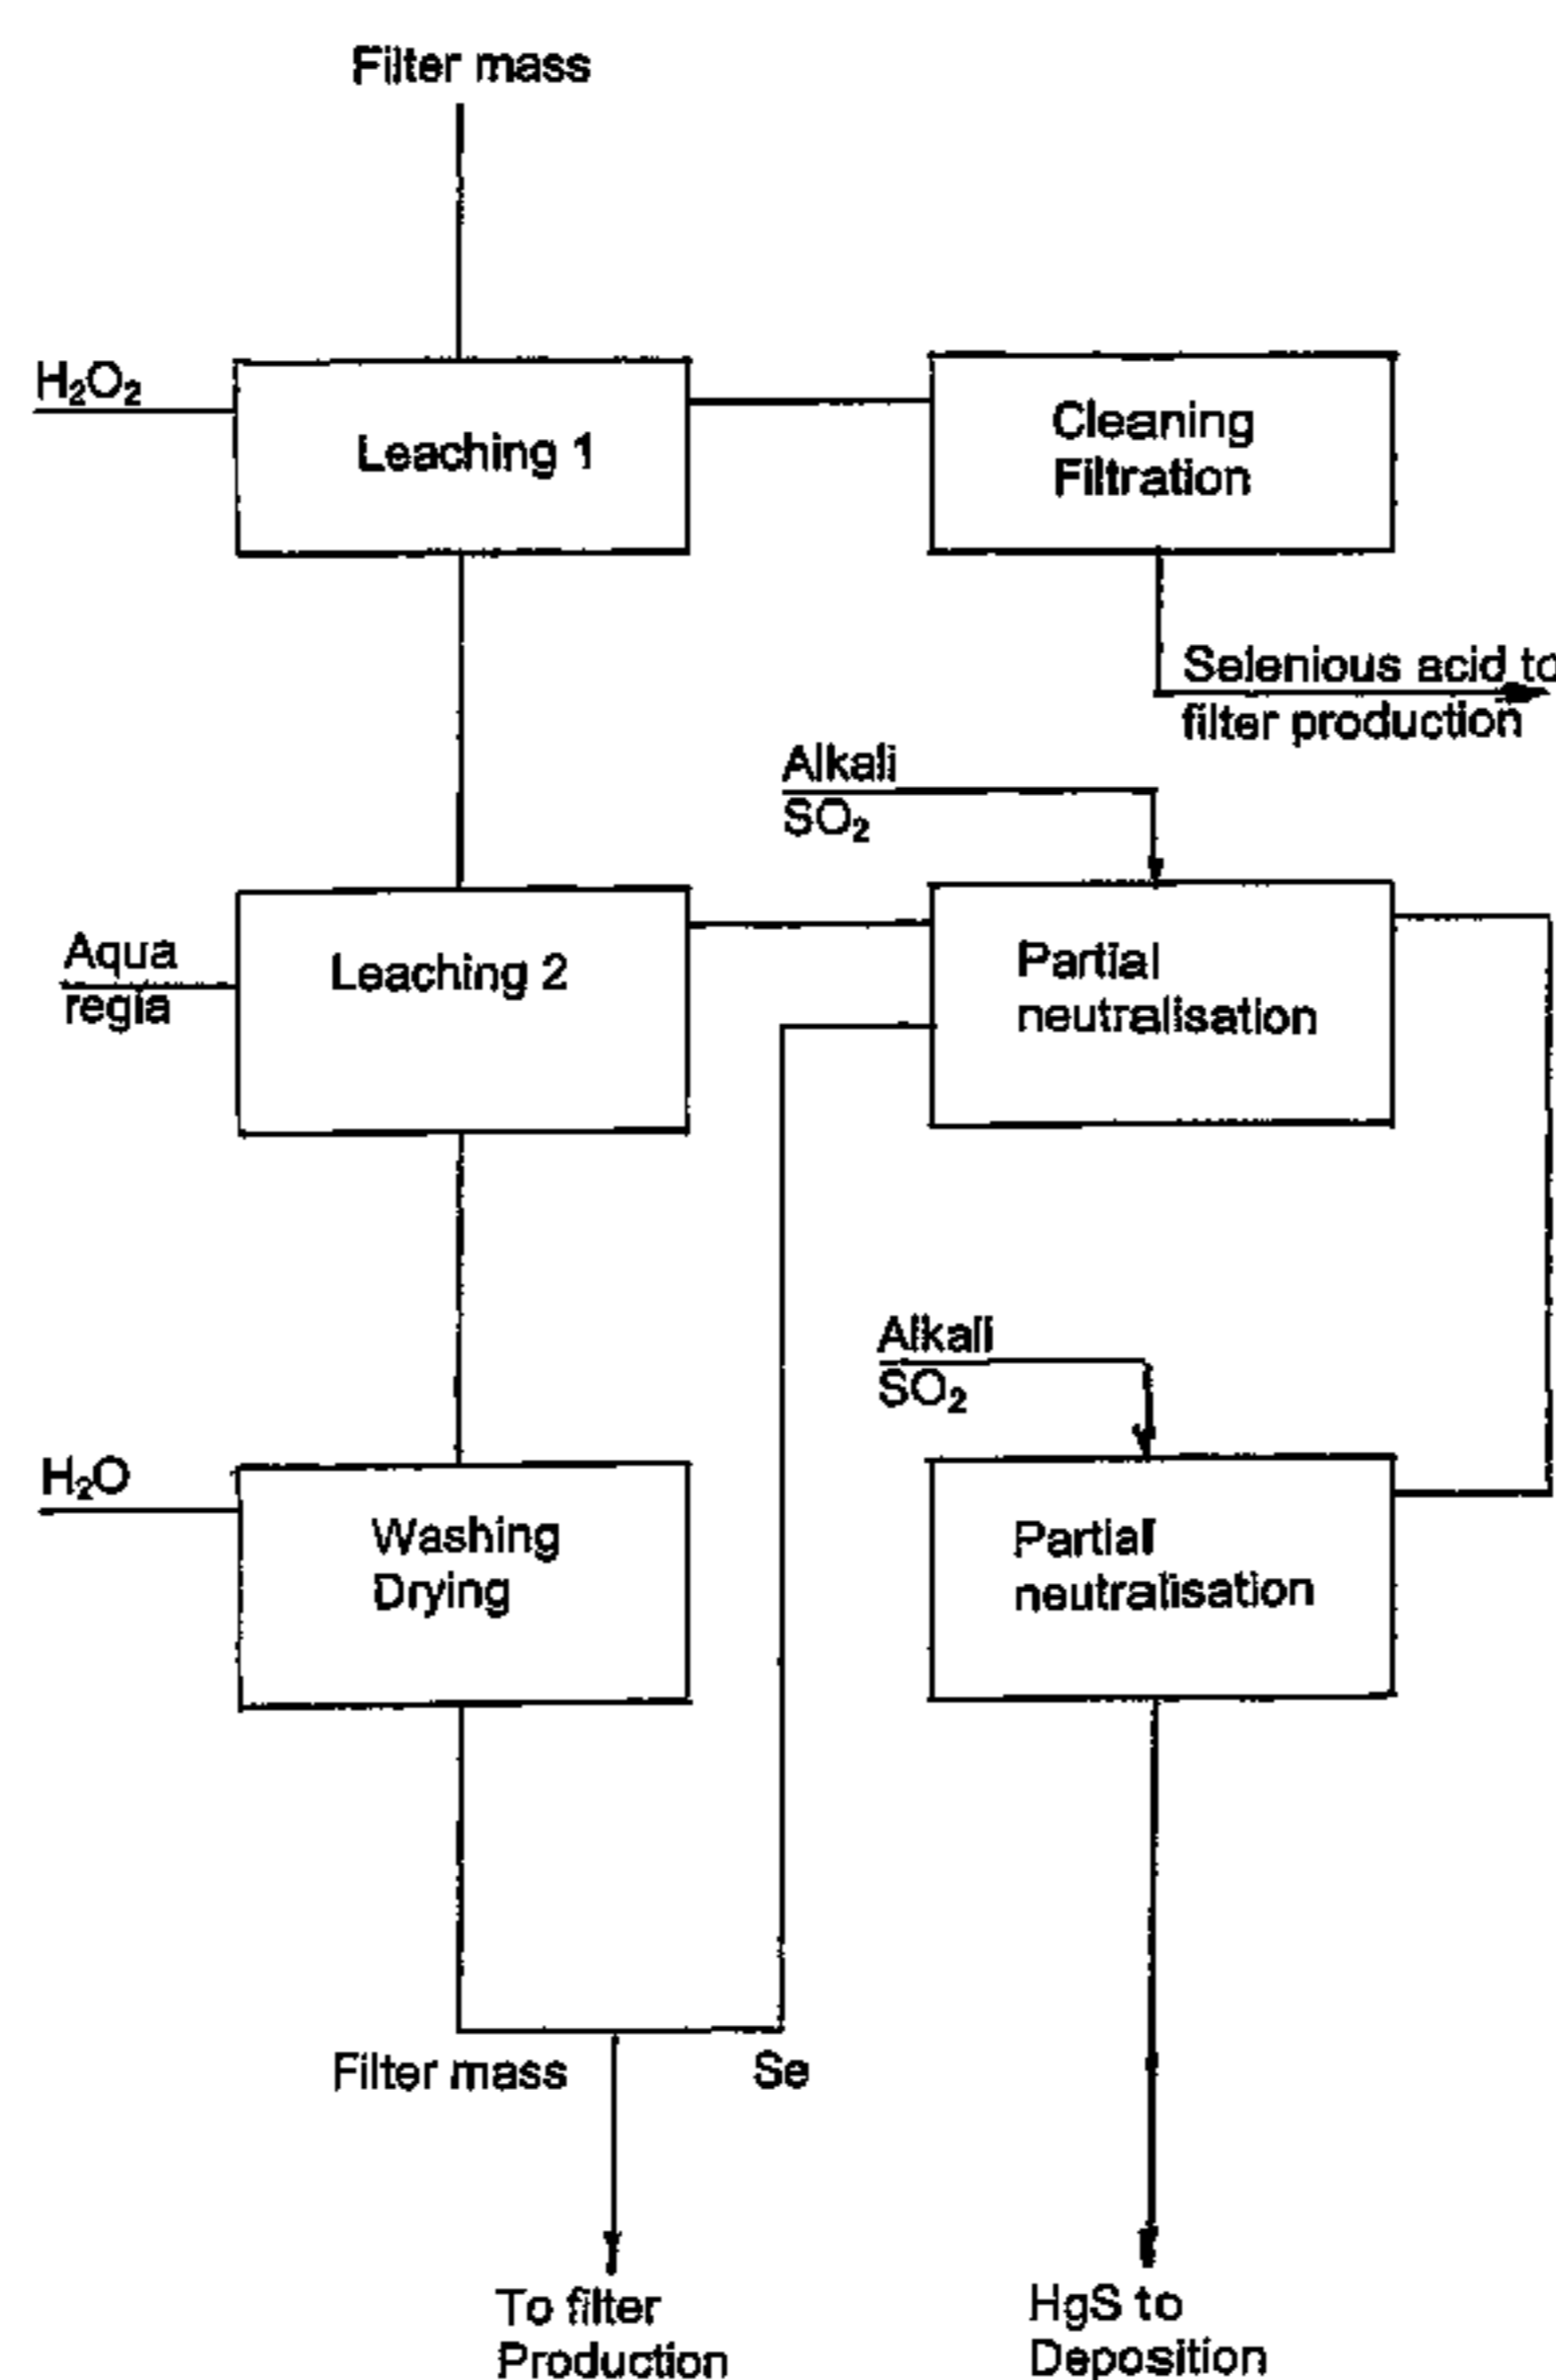 Filter mass
H₂O₂
Leaching 1
Cleaning
Filtration
Selenious acid to
filter production
Alkali
SO₂
Aqua
regia
Leaching 2
Partial
neutralisation
Alkali
SO₂
H₂O
Washing
Drying
Partial
neutralisation
Filter mass
Se
To filter
Production
HgS to
Deposition